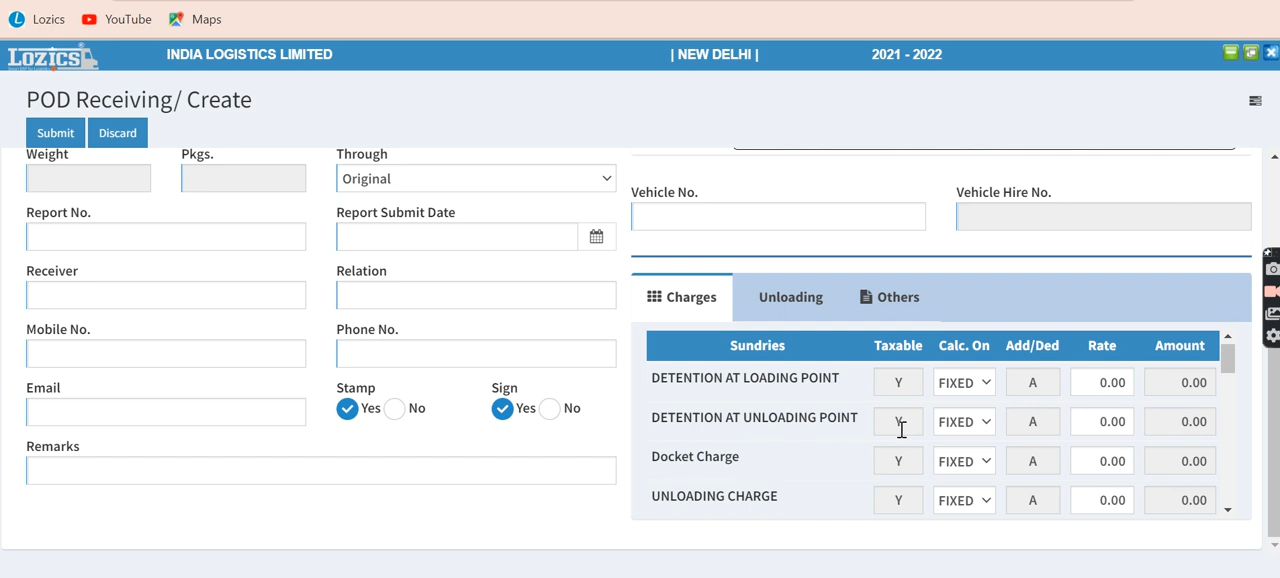 Lozics YouTube Maps
LOZICS INDIA LOGISTICS LIMITED | NEW DELHI | 2021 - 2022
POD Receiving/ Create
Submit Discard
Weight Pkgs. Through
Original
Report No. Report Submit Date
Receiver Relation
Mobile No. Phone No.
Email Stamp Sign
Yes No Yes No
Remarks
Vehicle No. Vehicle Hire No.
Charges Unloading Others
Sundries Taxable Calc. On Add/Ded Rate Amount
DETENTION AT LOADING POINT Y FIXED A 0.00 0.00
DETENTION AT UNLOADING POINT Y FIXED A 0.00 0.00
Docket Charge Y FIXED A 0.00 0.00
UNLOADING CHARGE Y FIXED A 0.00 0.00